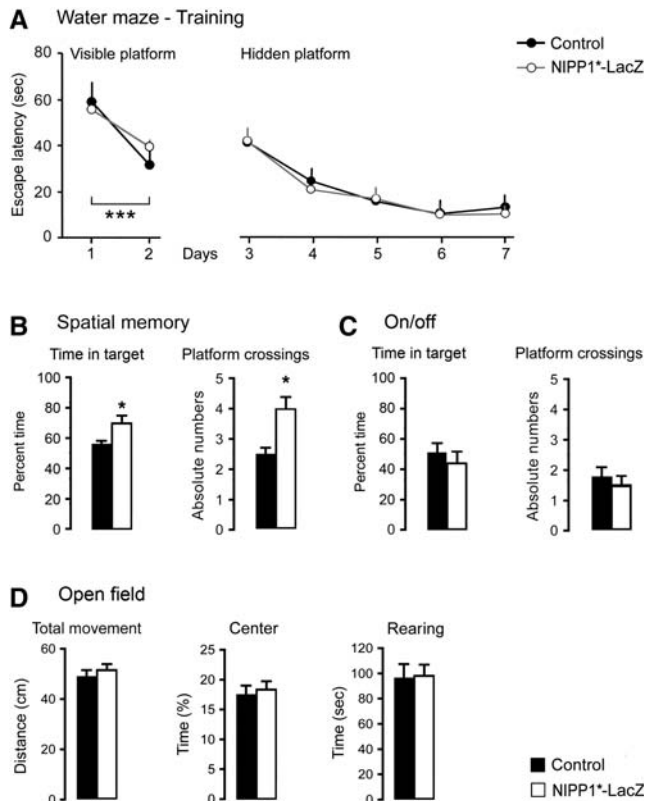 A Water maze - Training
Visible platform
Hidden platform
Control
NIPP1*-LacZ
Escape latency (sec)
80
60
40
20
0
***
1 2 Days 3 4 5 6 7
B Spatial memory
Time in target
Platform crossings
Percent time
100
80
60
40
20
0
*
Absolute numbers
5
4
3
2
1
0
*
C On/off
Time in target
Platform crossings
Percent time
100
80
60
40
20
0
Absolute numbers
5
4
3
2
1
0
D Open field
Total movement
Center
Rearing
Distance (cm)
60
40
20
0
Time (%)
25
20
15
10
5
0
Time (sec)
120
100
80
60
40
20
0
Control
NIPP1*-LacZ